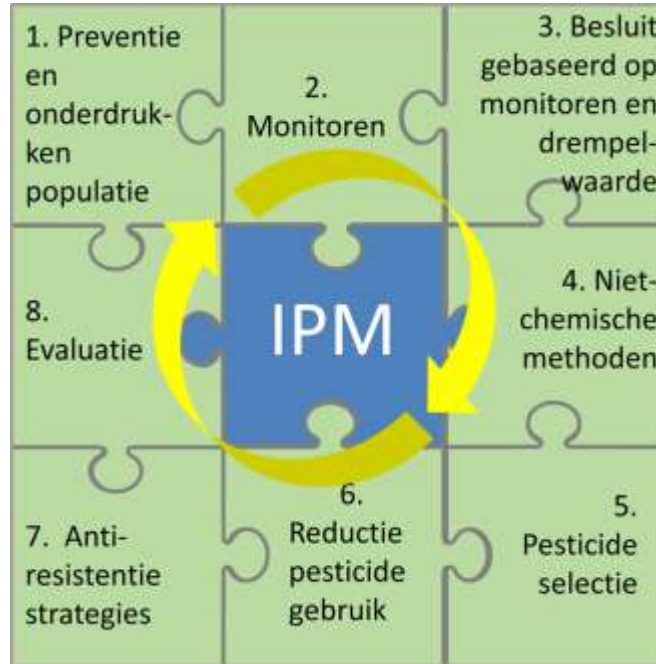 1. Preventie
en
onderdruk-
ken
populatie
2.
Monitoren
3. Besluit
gebaseerd op
monitoren en
drempel-
waarde
8.
Evaluatie
IPM
4. Niet-
chemische
methoden
7. Anti-
resistentie
strategies
6.
Reductie
pesticide
gebruik
5.
Pesticide
selectie